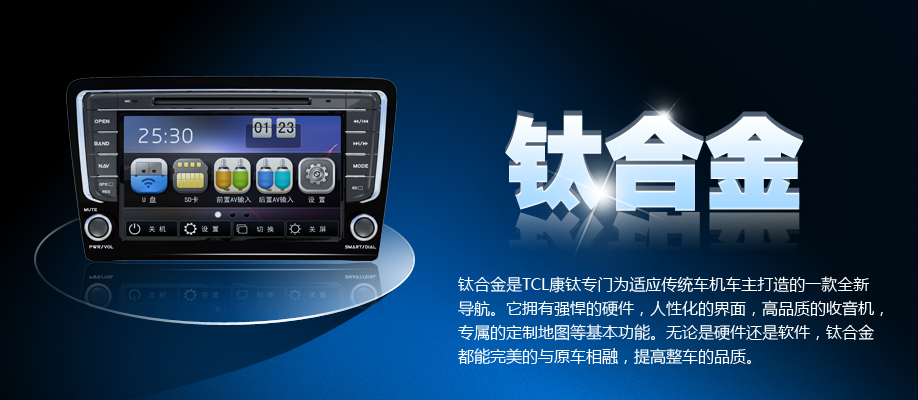 OPEN
BAND
NAV
GPS
MUTE
PWR/VOL
MODE
SMART/DIAL
25:30
01 23
U 盘
SD卡
前置AV输入
后置AV输入
设 置
关 机
设 置
切 换
关 屏
钛合金
钛合金是TCL康钛专门为适应传统车机车主打造的一款全新
导航。它拥有强悍的硬件，人性化的界面，高品质的收音机，
专属的定制地图等基本功能。无论是硬件还是软件，钛合金
都能完美的与原车相融，提高整车的品质。